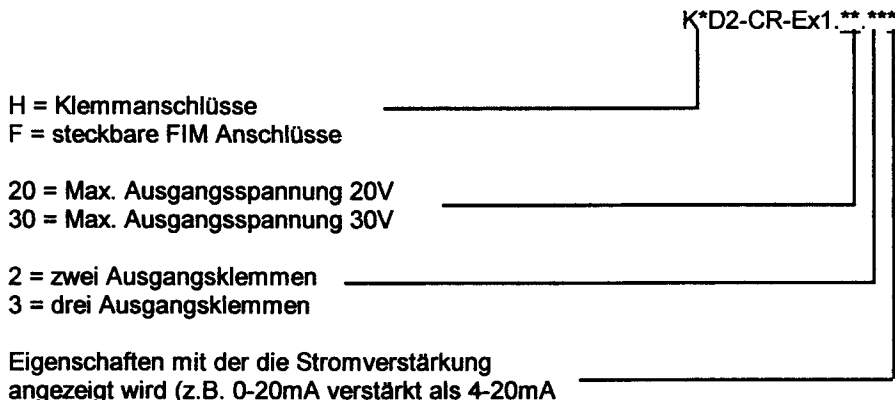 K*D2-CR-Ex1.**.***
H = Klemmanschlüsse
F = steckbare FIM Anschlüsse
20 = Max. Ausgangsspannung 20V
30 = Max. Ausgangsspannung 30V
2 = zwei Ausgangsklemmen
3 = drei Ausgangsklemmen
Eigenschaften mit der die Stromverstärkung
angezeigt wird (z.B. 0-20mA verstärkt als 4-20mA